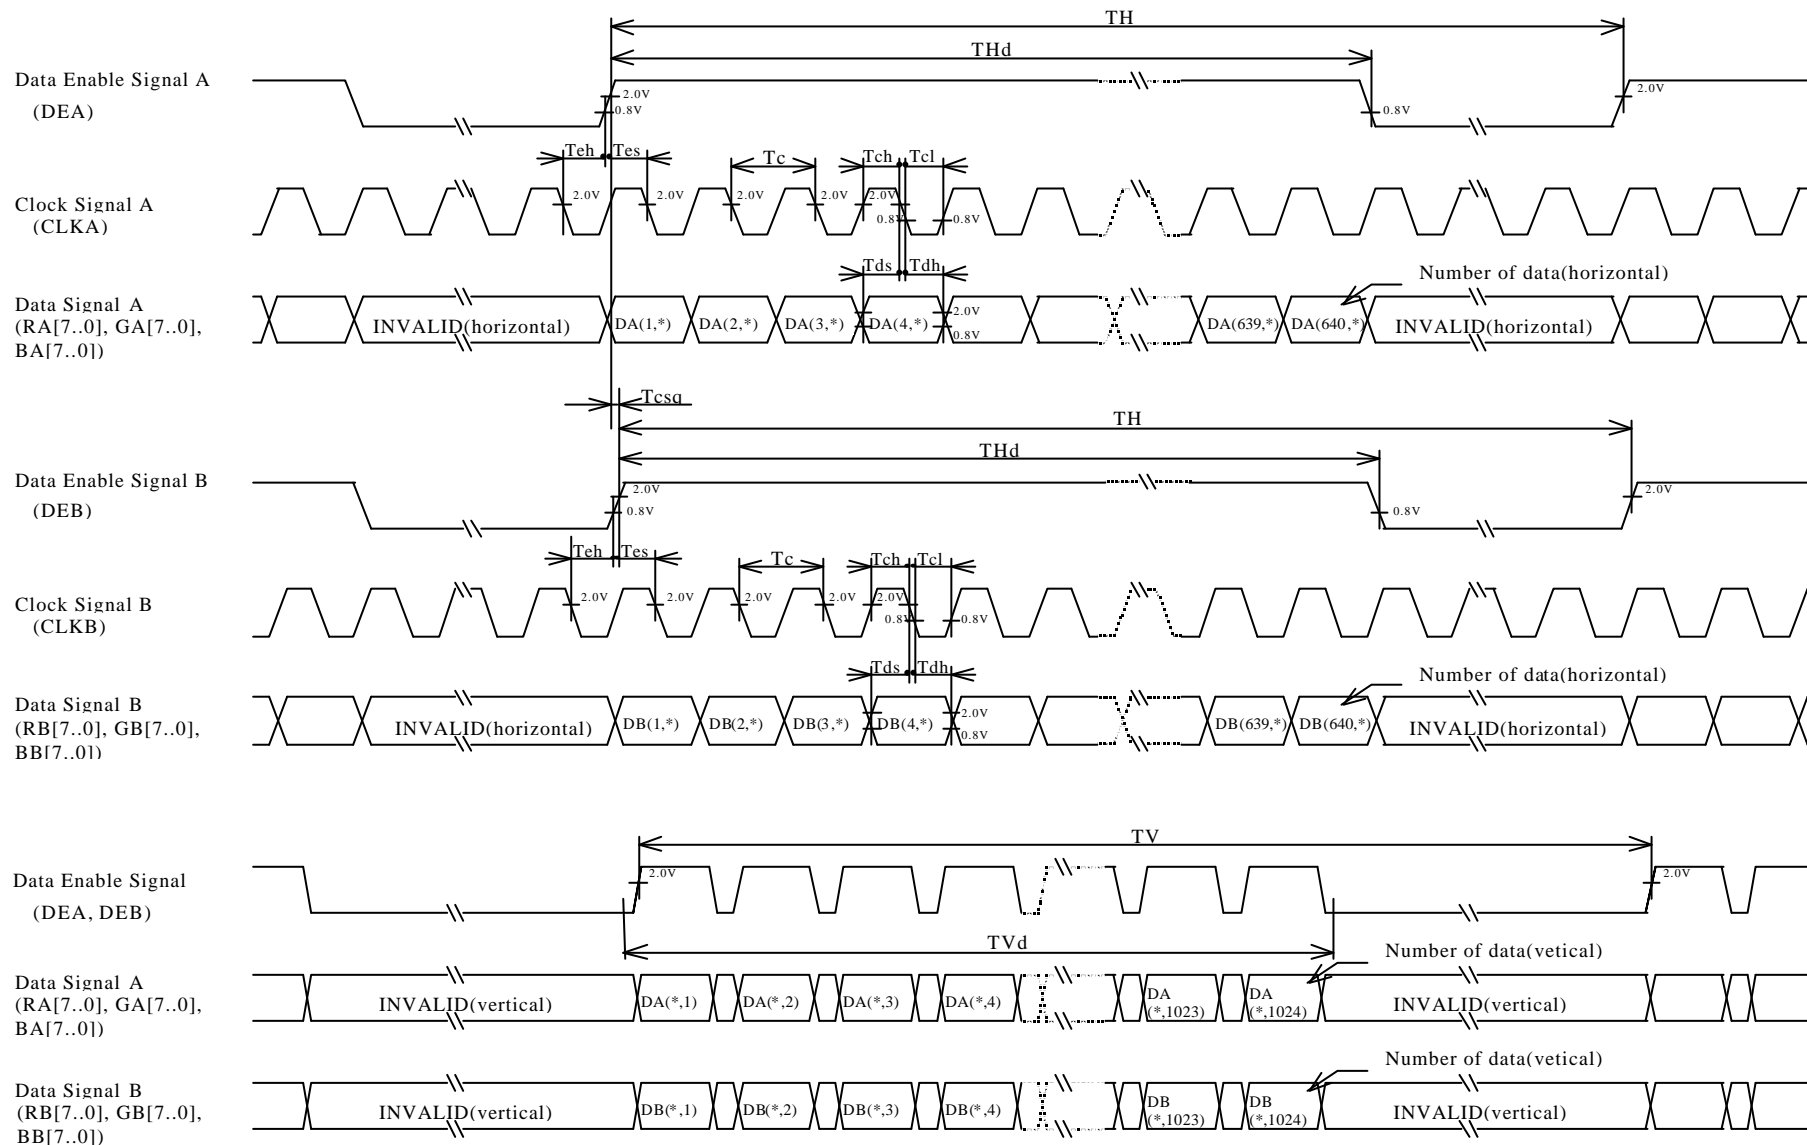 TH
THd
Data Enable Signal A
(DEA)
2.0V
0.8V
0.8V
2.0V
Teh Tes Tc Tch Tcl
Clock Signal A
(CLKA)
2.0V 2.0V 2.0V 2.0V 2.0V
0.8V 0.8V
Tds Tdh
Number of data(horizontal)
Data Signal A
(RA[7..0], GA[7..0],
BA[7..0])
INVALID(horizontal) DA(1,*) DA(2,*) DA(3,*) DA(4,*) 2.0V 0.8V DA(639,*) DA(640,*) INVALID(horizontal)
Tcsq
TH
THd
Data Enable Signal B
(DEB)
2.0V
0.8V
0.8V
2.0V
Teh Tes Tc Tch Tcl
Clock Signal B
(CLKB)
2.0V 2.0V 2.0V 2.0V 2.0V
0.8V 0.8V
Tds Tdh
Number of data(horizontal)
Data Signal B
(RB[7..0], GB[7..0],
BB[7..0])
INVALID(horizontal) DB(1,*) DB(2,*) DB(3,*) DB(4,*) 2.0V 0.8V DB(639,*) DB(640,*) INVALID(horizontal)
TV
Data Enable Signal
(DEA, DEB)
2.0V
2.0V
TVd
Number of data(vetical)
Data Signal A
(RA[7..0], GA[7..0],
BA[7..0])
INVALID(vertical) DA(*,1) DA(*,2) DA(*,3) DA(*,4) DA (*,1023) DA (*,1024) INVALID(vertical)
Number of data(vetical)
Data Signal B
(RB[7..0], GB[7..0],
BB[7..0])
INVALID(vertical) DB(*,1) DB(*,2) DB(*,3) DB(*,4) DB (*,1023) DB (*,1024) INVALID(vertical)